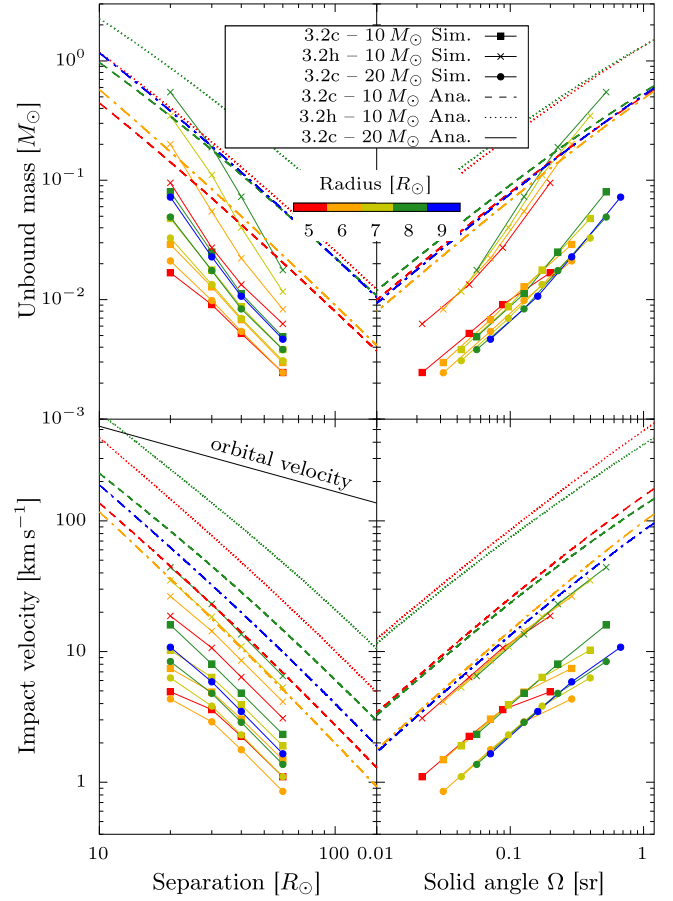 Unbound mass [M⊙]
10⁰
10⁻¹
10⁻²
10⁻³
3.2c – 10 M⊙ Sim.
3.2h – 10 M⊙ Sim.
3.2c – 20 M⊙ Sim.
3.2c – 10 M⊙ Ana.
3.2h – 10 M⊙ Ana.
3.2c – 20 M⊙ Ana.
Radius [R⊙]
5 6 7 8 9
Impact velocity [km s⁻¹]
100
10
1
orbital velocity
10 100 0.01 0.1 1
Separation [R⊙] Solid angle Ω [sr]